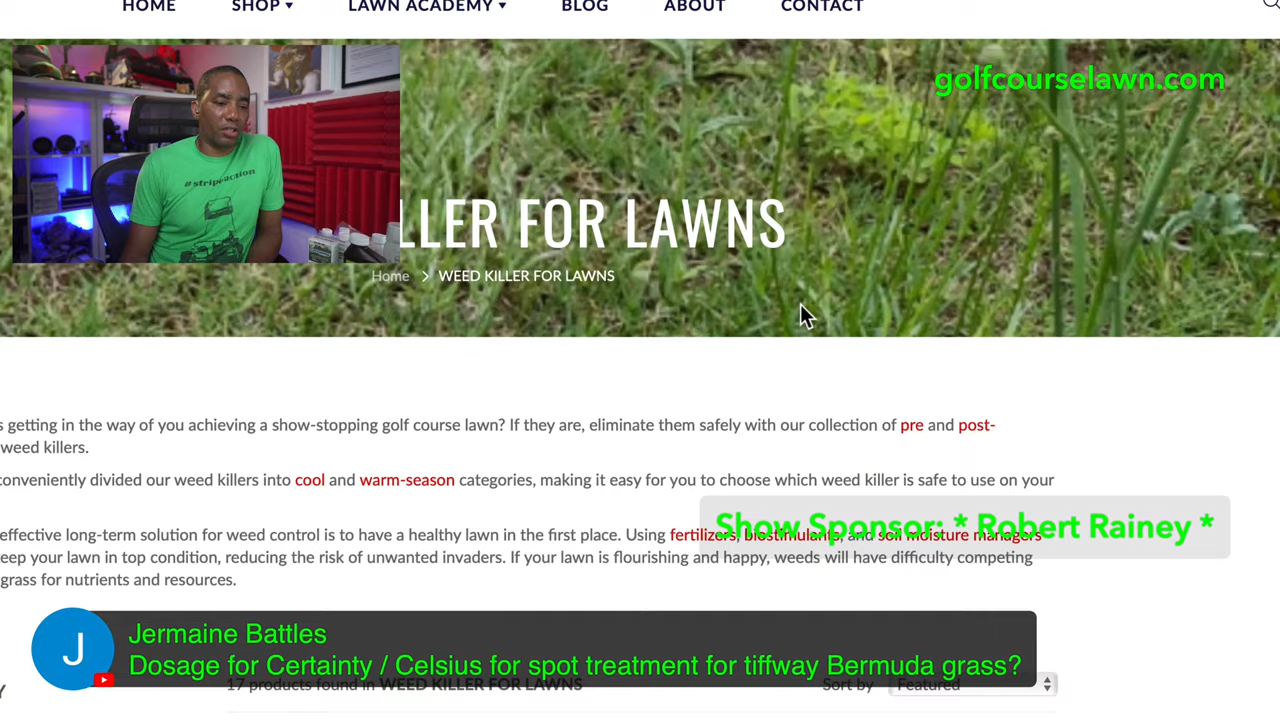 HOME SHOP ▾ LAWN ACADEMY ▾ BLOG ABOUT CONTACT
golfcourselawn.com
#stripeaction
LLER FOR LAWNS
Home > WEED KILLER FOR LAWNS
s getting in the way of you achieving a show-stopping golf course lawn? If they are, eliminate them safely with our collection of pre and post-
weed killers.
conveniently divided our weed killers into cool and warm-season categories, making it easy for you to choose which weed killer is safe to use on your
Show Sponsor: * Robert Rainey *
effective long-term solution for weed control is to have a healthy lawn in the first place. Using fertilizers, biostimulants, and soil moisture managers
eep your lawn in top condition, reducing the risk of unwanted invaders. If your lawn is flourishing and happy, weeds will have difficulty competing
grass for nutrients and resources.
J
Jermaine Battles
Dosage for Certainty / Celsius for spot treatment for tiffway Bermuda grass?
Y 17 products found in WEED KILLER FOR LAWNS Sort by Featured